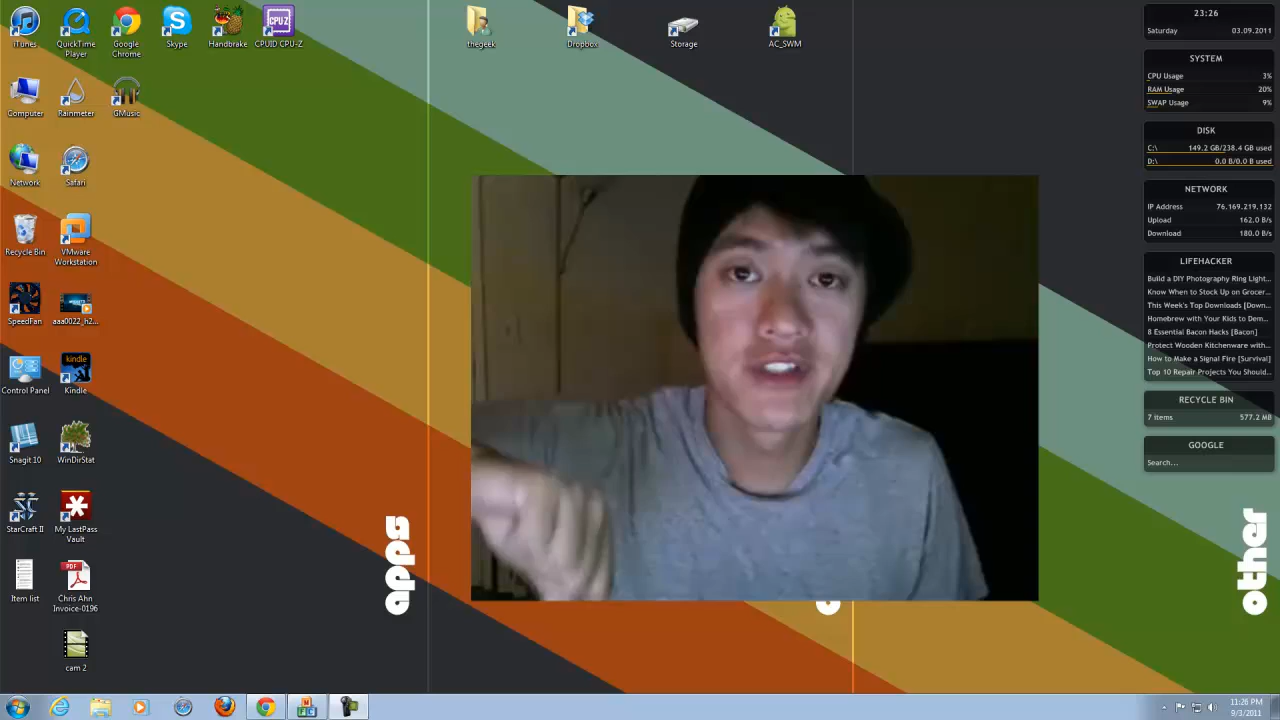 iTunes
QuickTime Player
Google Chrome
Skype
Handbrake
CPU-Z
CPUID CPU-Z
thegeek
Dropbox
Storage
AC_SWM
Computer
Rainmeter
GMusic
Network
Safari
Recycle Bin
VMware Workstation
SpeedFan
aaa0022_h2...
Control Panel
kindle
Kindle
Snagit 10
WinDirStat
StarCraft II
My LastPass Vault
Item list
PDF
Chris Ahn Invoice-0196
cam 2
apps
other
23:26
Saturday 03.09.2011
SYSTEM
CPU Usage 3%
RAM Usage 20%
SWAP Usage 9%
DISK
C:\ 149.2 GB/238.4 GB used
D:\ 0.0 B/0.0 B used
NETWORK
IP Address 76.169.219.132
Upload 162.0 B/s
Download 180.0 B/s
LIFEHACKER
Build a DIY Photography Ring Light...
Know When to Stock Up on Grocer...
This Week's Top Downloads [Down...
Homebrew with Your Kids to Dem...
8 Essential Bacon Hacks [Bacon]
Protect Wooden Kitchenware with...
How to Make a Signal Fire [Survival]
Top 10 Repair Projects You Should...
RECYCLE BIN
7 items 577.2 MB
GOOGLE
Search...
11:26 PM
9/3/2011